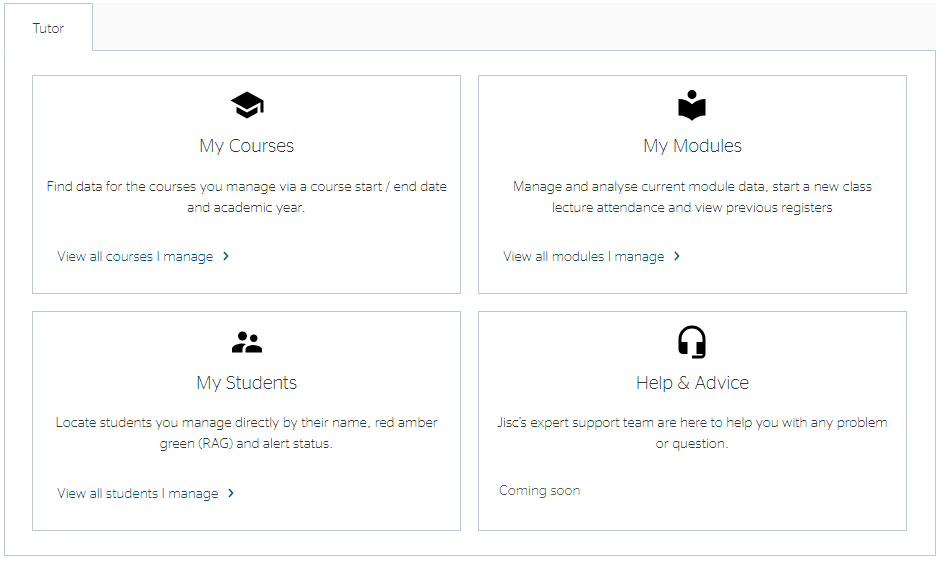 Tutor
My Courses
Find data for the courses you manage via a course start / end date
and academic year.
View all courses I manage
My Modules
Manage and analyse current module data, start a new class
lecture attendance and view previous registers
View all modules I manage
My Students
Locate students you manage directly by their name, red amber
green (RAG) and alert status.
View all students I manage
Help & Advice
Jisc's expert support team are here to help you with any problem
or question.
Coming soon